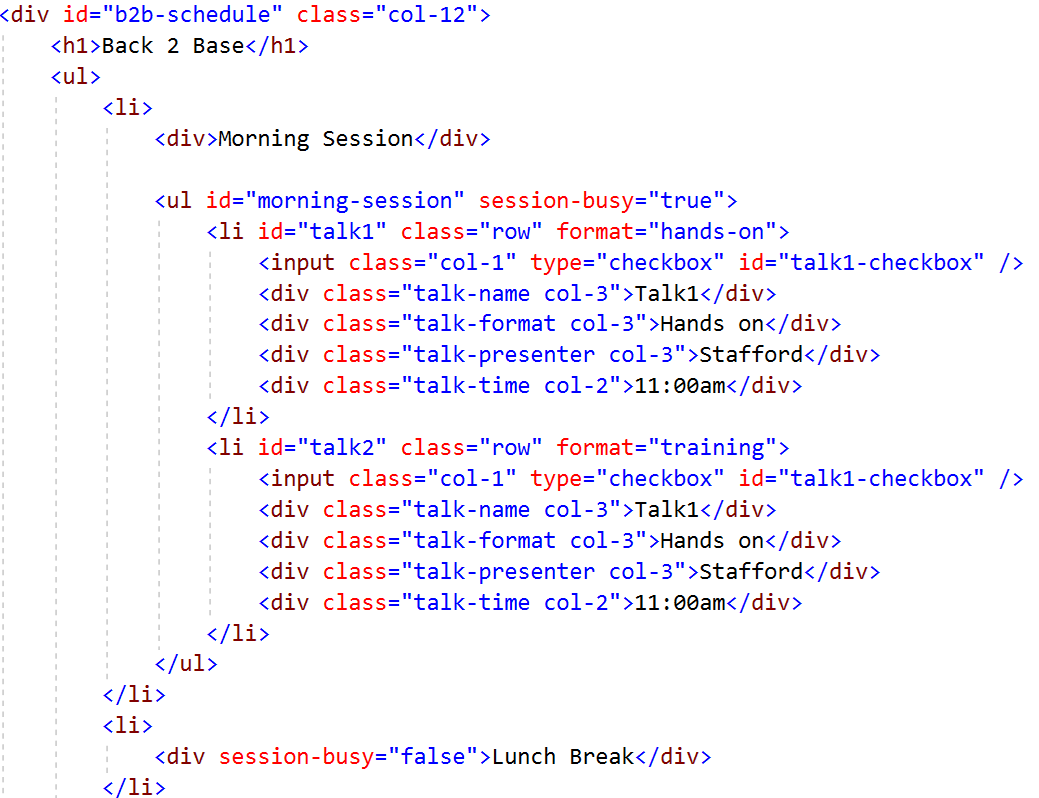 <div id="b2b-schedule" class="col-12">
    <h1>Back 2 Base</h1>
    <ul>
        <li>
            <div>Morning Session</div>

            <ul id="morning-session" session-busy="true">
                <li id="talk1" class="row" format="hands-on">
                    <input class="col-1" type="checkbox" id="talk1-checkbox" />
                    <div class="talk-name col-3">Talk1</div>
                    <div class="talk-format col-3">Hands on</div>
                    <div class="talk-presenter col-3">Stafford</div>
                    <div class="talk-time col-2">11:00am</div>
                </li>
                <li id="talk2" class="row" format="training">
                    <input class="col-1" type="checkbox" id="talk1-checkbox" />
                    <div class="talk-name col-3">Talk1</div>
                    <div class="talk-format col-3">Hands on</div>
                    <div class="talk-presenter col-3">Stafford</div>
                    <div class="talk-time col-2">11:00am</div>
                </li>
            </ul>
        </li>
        <li>
            <div session-busy="false">Lunch Break</div>
        </li>